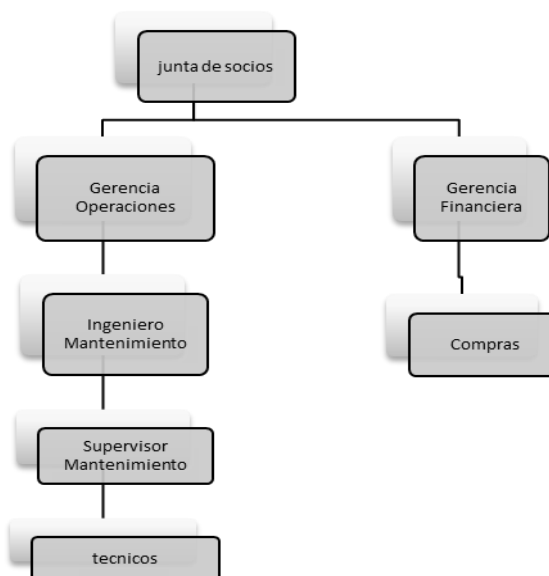 junta de socios
Gerencia
Operaciones
Gerencia
Financiera
Ingeniero
Mantenimiento
Compras
Supervisor
Mantenimiento
tecnicos